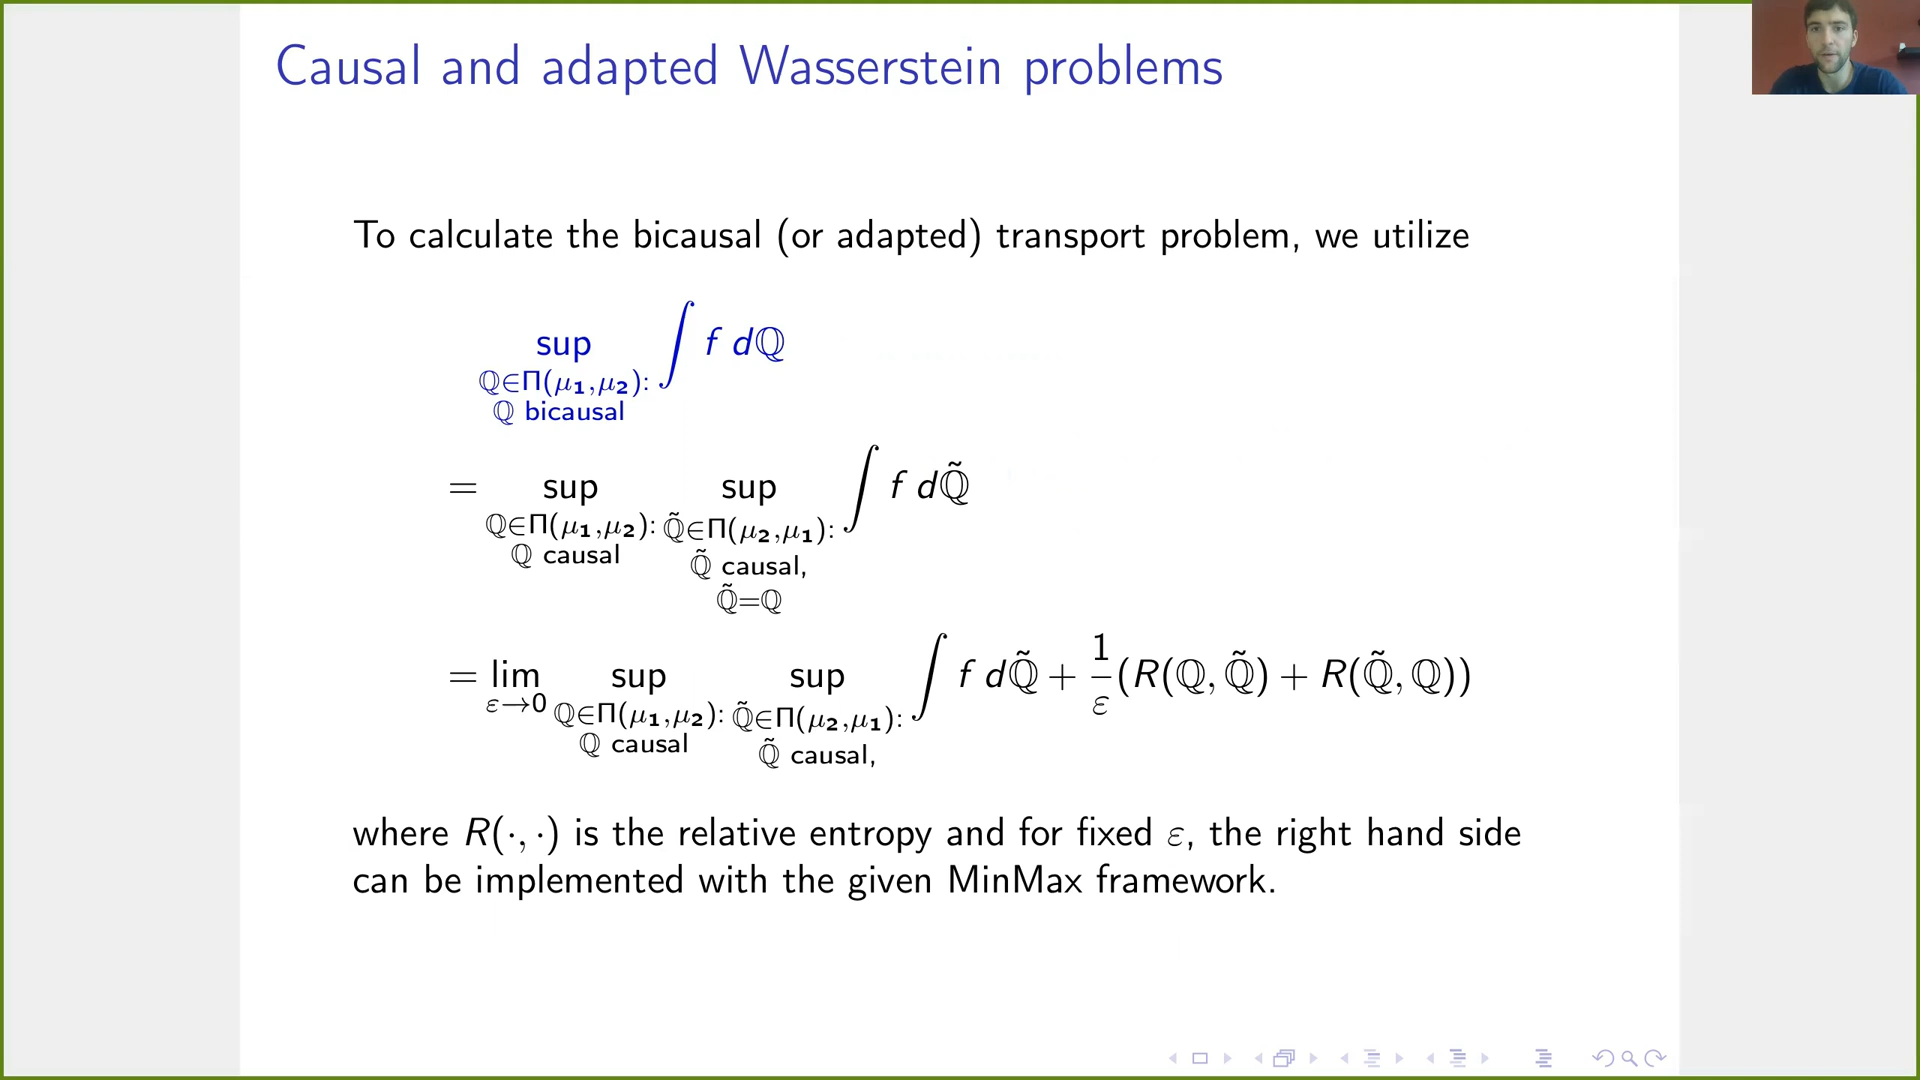 Causal and adapted Wasserstein problems
To calculate the bicausal (or adapted) transport problem, we utilize
sup ∫ f dℚ
ℚ∈Π(μ₁,μ₂):
ℚ bicausal
= sup sup ∫ f dℚ̃
ℚ∈Π(μ₁,μ₂): ℚ̃∈Π(μ₂,μ₁):
ℚ causal ℚ̃ causal,
ℚ̃=ℚ
= lim sup sup ∫ f dℚ̃ + 1/ε (R(ℚ, ℚ̃) + R(ℚ̃, ℚ))
ε→0 ℚ∈Π(μ₁,μ₂): ℚ̃∈Π(μ₂,μ₁):
ℚ causal ℚ̃ causal,
where R(·, ·) is the relative entropy and for fixed ε, the right hand side
can be implemented with the given MinMax framework.